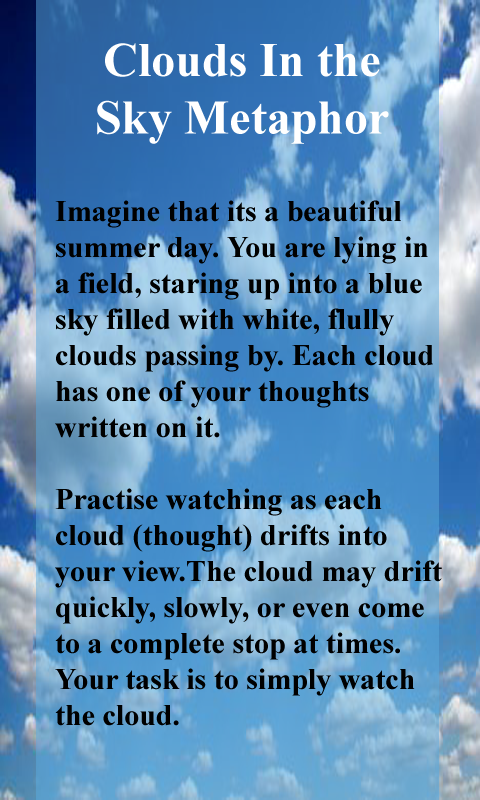 Clouds In the
Sky Metaphor
Imagine that its a beautiful
summer day. You are lying in
a field, staring up into a blue
sky filled with white, flully
clouds passing by. Each cloud
has one of your thoughts
written on it.
Practise watching as each
cloud (thought) drifts into
your view.The cloud may drift
quickly, slowly, or even come
to a complete stop at times.
Your task is to simply watch
the cloud.